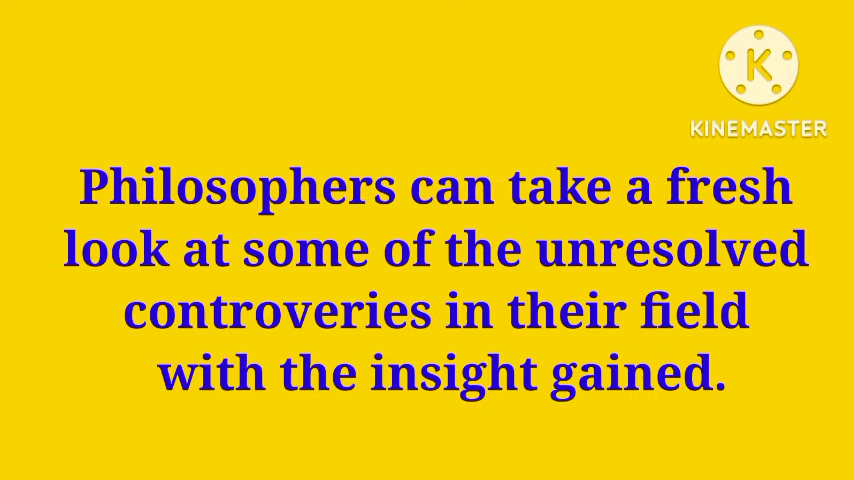 K
KINEMASTER
Philosophers can take a fresh
look at some of the unresolved
controveries in their field
with the insight gained.